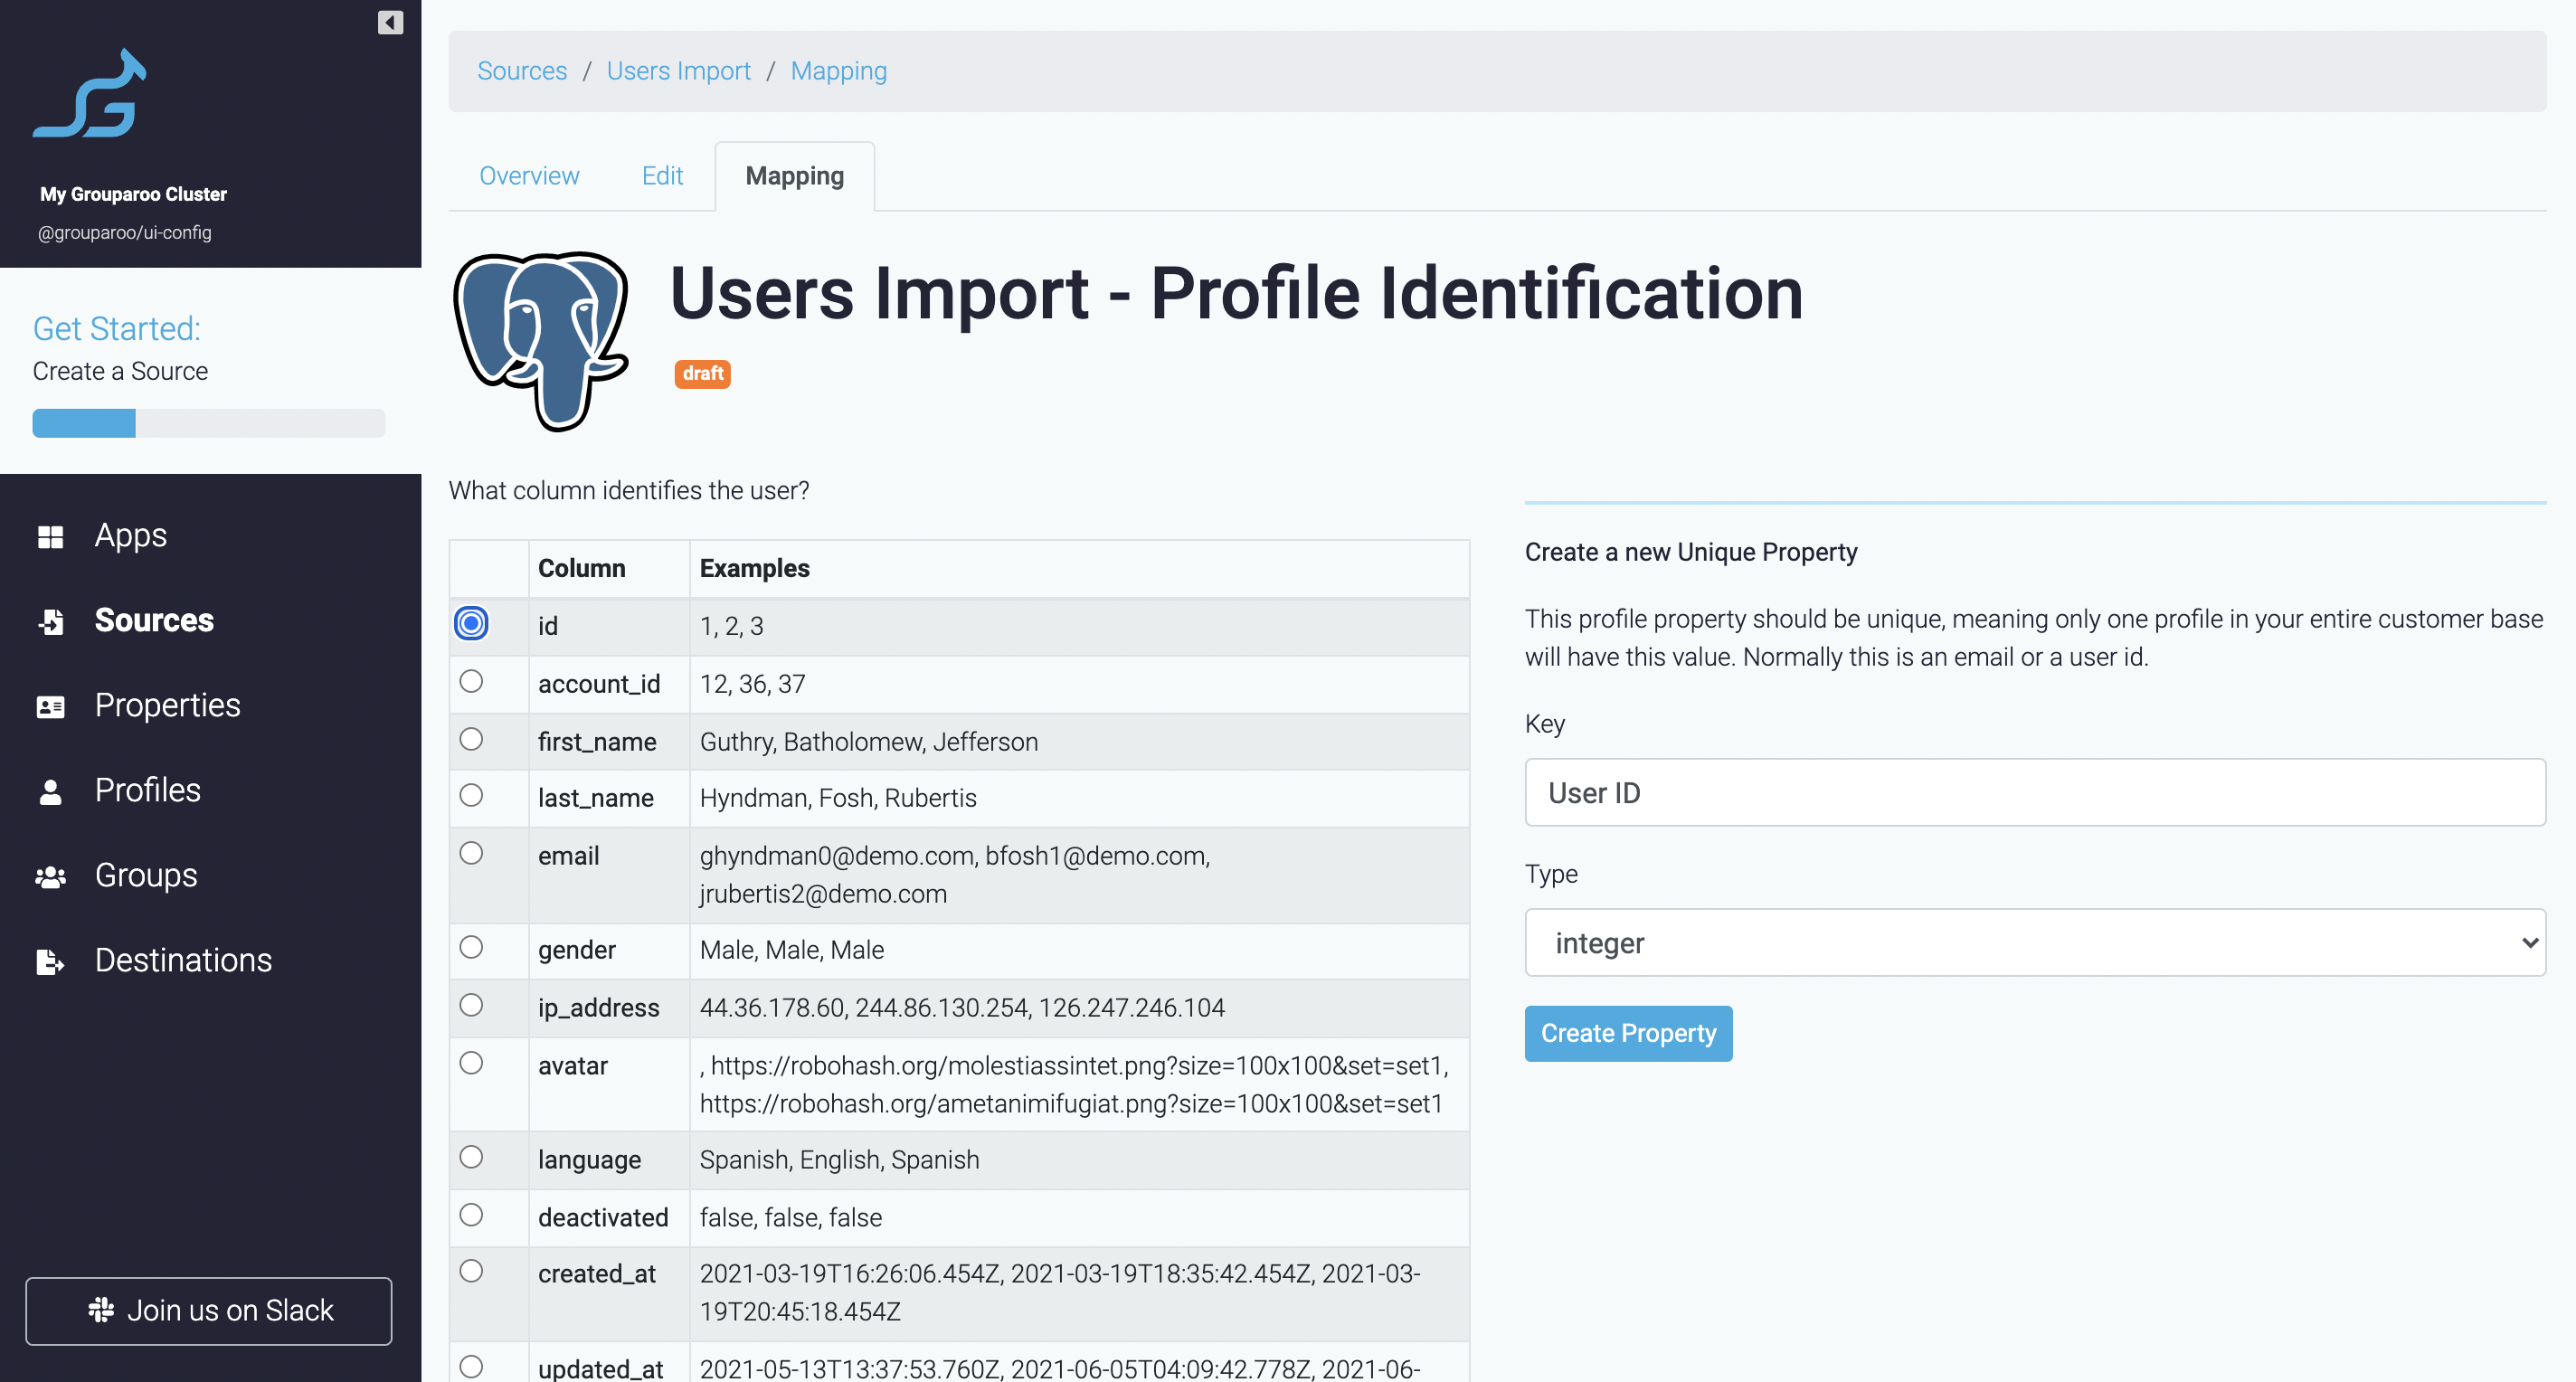 My Grouparoo Cluster
@grouparoo/ui-config
Get Started:
Create a Source
Apps
Sources
Properties
Profiles
Groups
Destinations
Join us on Slack
Sources / Users Import / Mapping
Overview Edit Mapping
Users Import - Profile Identification
draft
What column identifies the user?
Column Examples
id 1, 2, 3
account_id 12, 36, 37
first_name Guthry, Batholomew, Jefferson
last_name Hyndman, Fosh, Rubertis
email ghyndman0@demo.com, bfosh1@demo.com,
jrubertis2@demo.com
gender Male, Male, Male
ip_address 44.36.178.60, 244.86.130.254, 126.247.246.104
avatar , https://robohash.org/molestiassintet.png?size=100x100&set=set1,
https://robohash.org/ametanimifugiat.png?size=100x100&set=set1
language Spanish, English, Spanish
deactivated false, false, false
created_at 2021-03-19T16:26:06.454Z, 2021-03-19T18:35:42.454Z, 2021-03-
19T20:45:18.454Z
updated_at 2021-05-13T13:37:53.760Z, 2021-06-05T04:09:42.778Z, 2021-06-
Create a new Unique Property
This profile property should be unique, meaning only one profile in your entire customer base
will have this value. Normally this is an email or a user id.
Key
User ID
Type
integer
Create Property